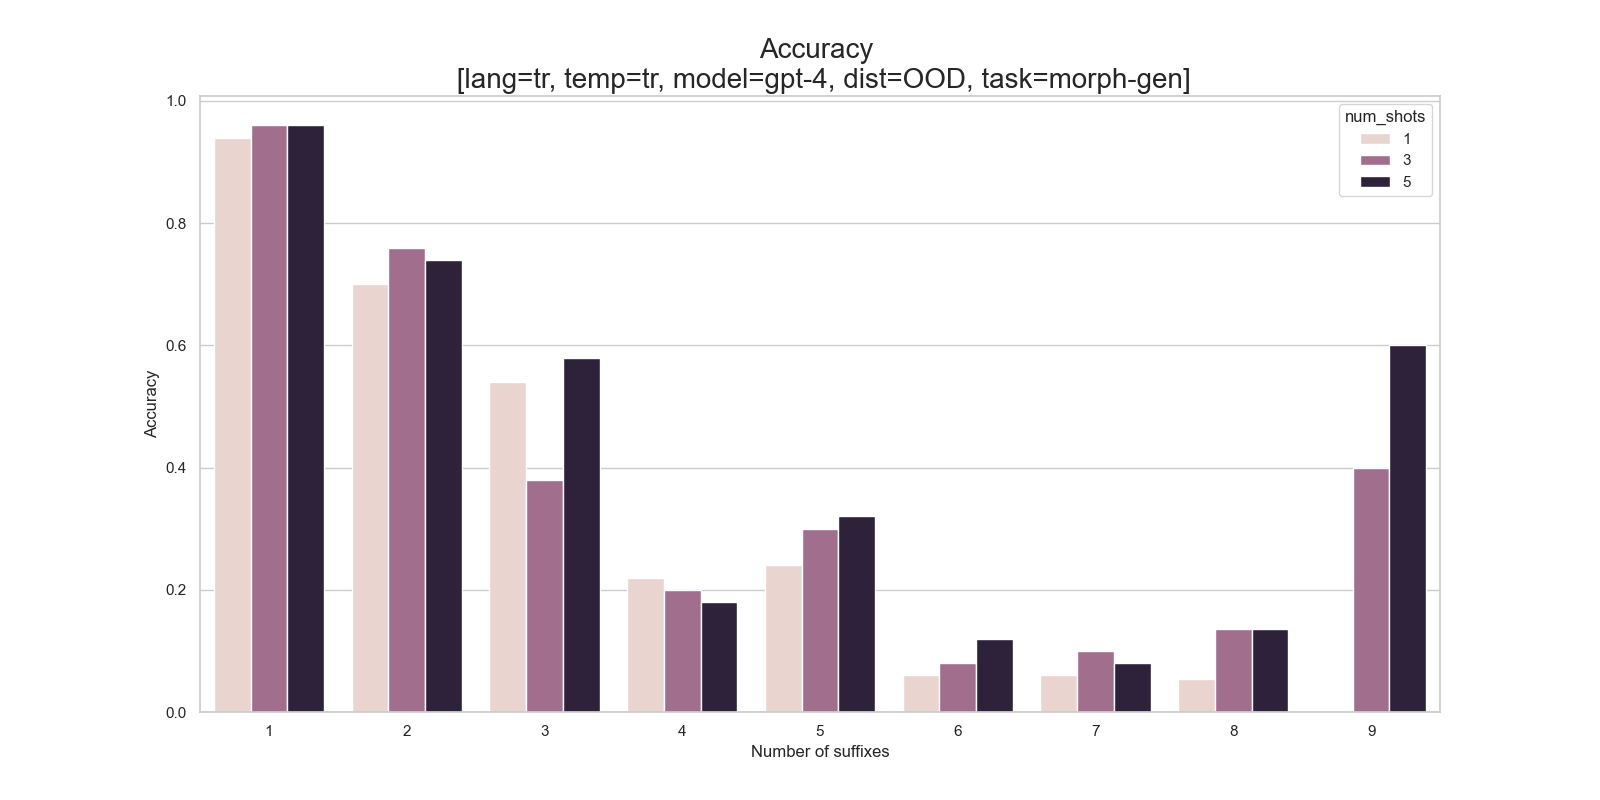 Accuracy
[lang=tr, temp=tr, model=gpt-4, dist=OOD, task=morph-gen]
num_shots
1
3
5
1.0
0.8
0.6
0.4
0.2
0.0
Accuracy
1 2 3 4 5 6 7 8 9
Number of suffixes